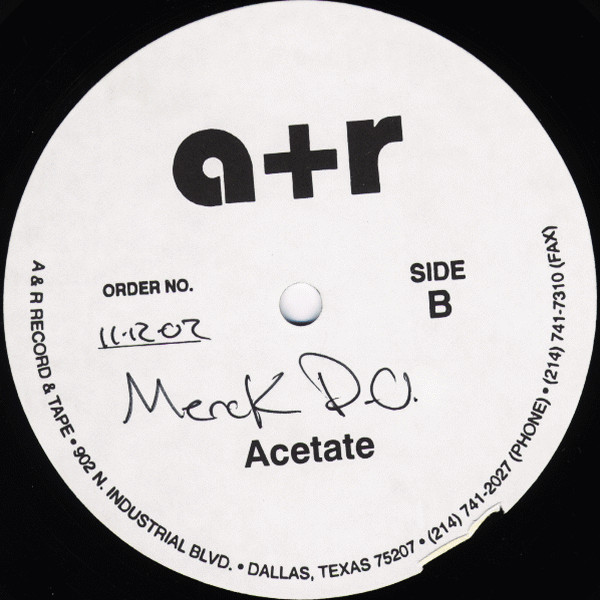 a+r
ORDER NO.
SIDE
B
11-12-02
Merck D.O.
Acetate
A & R RECORD & TAPE • 902 N. INDUSTRIAL BLVD. • DALLAS, TEXAS 75207 • (214) 741-2027 (PHONE) • (214) 741-7310 (FAX)